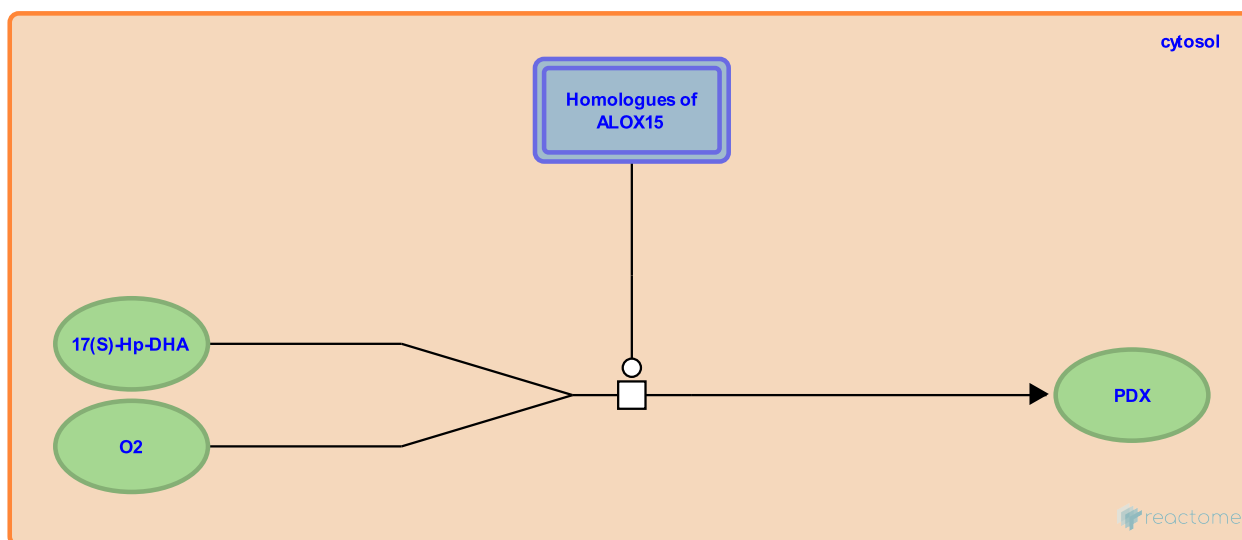 cytosol
Homologues of
ALOX15
17(S)-Hp-DHA
O2
PDX
reactome